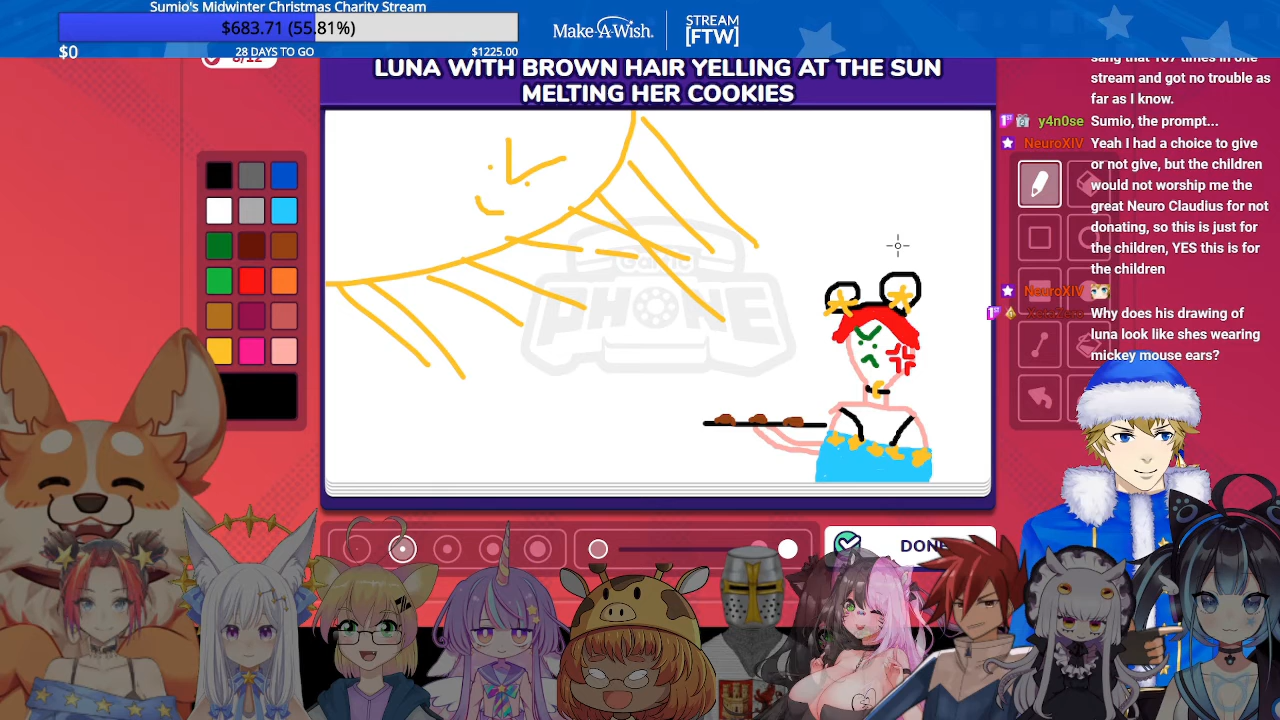 Sumio's Midwinter Christmas Charity Stream
$683.71 (55.81%)
$0
28 DAYS TO GO
$1225.00
Make-A-Wish.
STREAM
[FTW]
LUNA WITH BROWN HAIR YELLING AT THE SUN
MELTING HER COOKIES
PHONE
DONE
sang that 107 times in one
stream and got no trouble as
far as I know.
y4n0se Sumio, the prompt...
NeuroXIV Yeah I had a choice to give
or not give, but the children
would not worship me the
great Neuro Claudius for not
donating, so this is just for
the children, YES this is for
the children
NeuroXIV
Why does his drawing of
luna look like shes wearing
mickey mouse ears?